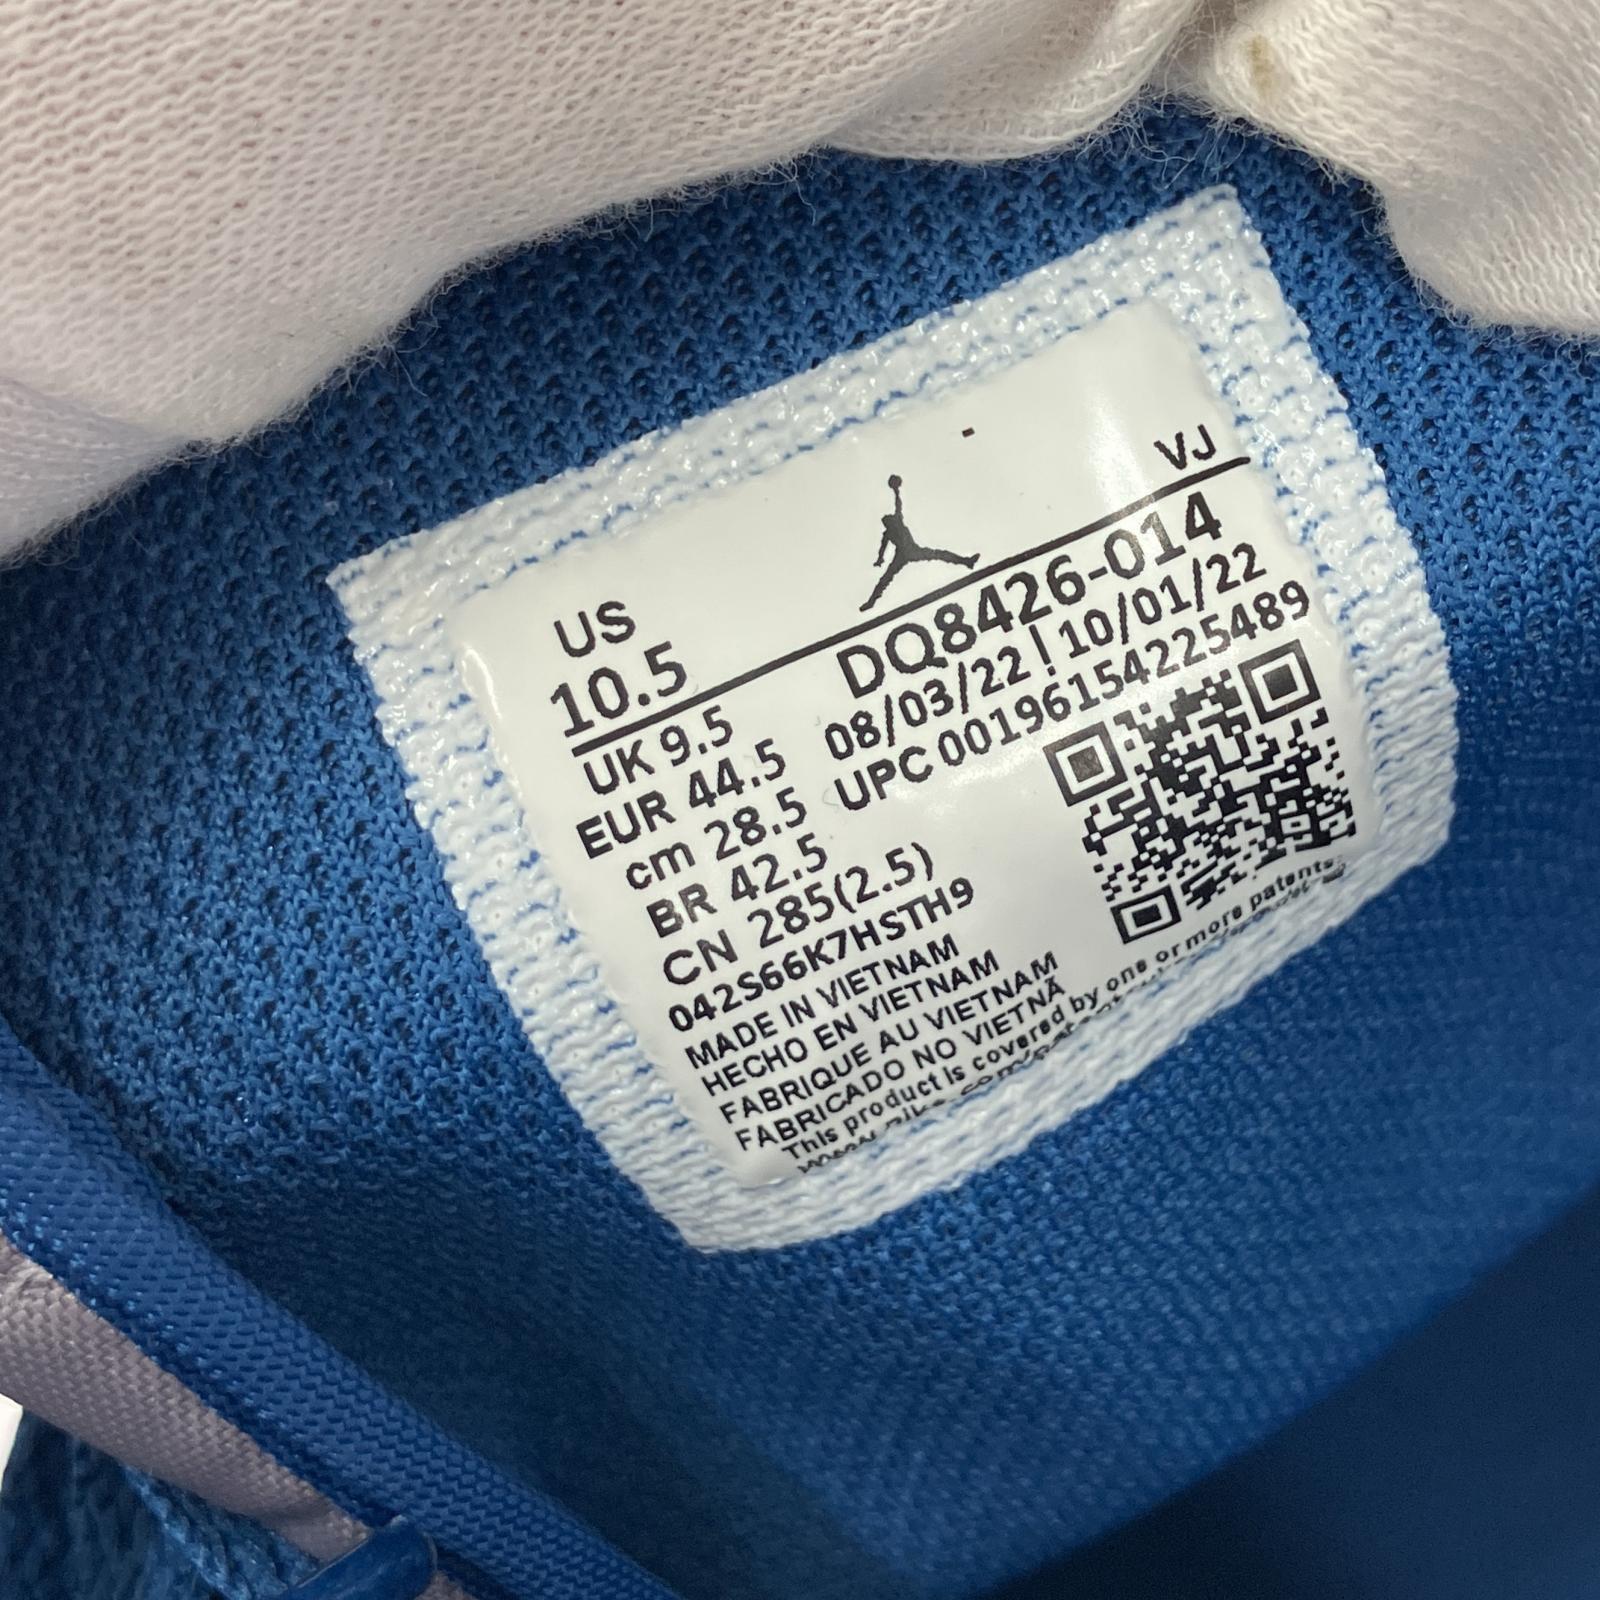 VJ
US
10.5
DQ8426-014
08/03/22 | 10/01/22
UPC 00196154225489
UK 9.5
EUR 44.5
cm 28.5
BR 42.5
CN 285(2.5)
042S66K7HSTH9
MADE IN VIETNAM
HECHO EN VIETNAM
FABRIQUE AU VIETNAM
FABRICADO NO VIETNÃ
This product is covered by one or more patents: